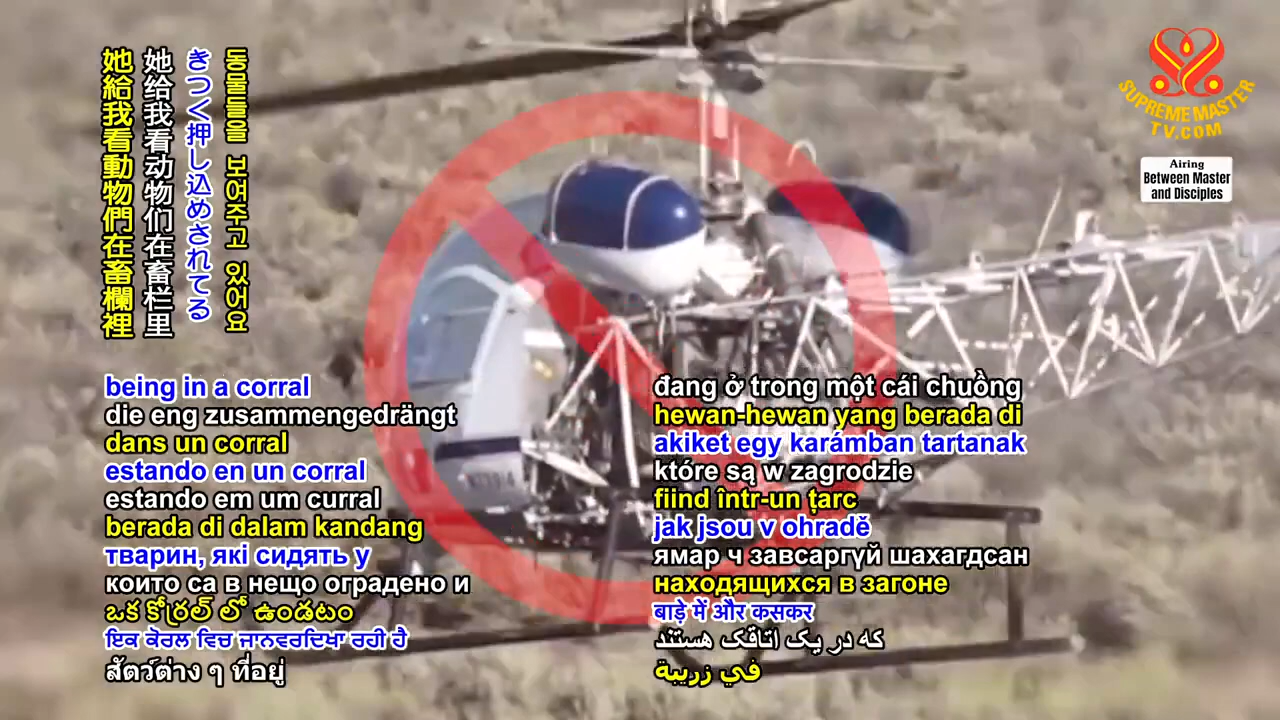 她給我看動物們在畜欄裡
她给我看动物们在畜栏里
きつく押し込めされてる
동물들을 보여주고 있어요
SUPREME MASTER
TV.COM
Airing
Between Master
and Disciples
being in a corral
die eng zusammengedrängt
dans un corral
estando en un corral
estando em um curral
berada di dalam kandang
тварин, які сидять у
които са в нещо оградено и
ఒక కోర్రల్ లో ఉండటం
ਇਕ ਕੋਰਲ ਵਿਚ ਜਾਨਵਰਦਿਖਾ ਰਹੀ ਹੈ
สัตว์ต่าง ๆ ที่อยู่
đang ở trong một cái chuồng
hewan-hewan yang berada di
akiket egy karámban tartanak
które są w zagrodzie
fiind într-un țarc
jak jsou v ohradě
ямар ч завсаргүй шахагдсан
находящихся в загоне
बाड़े में और कसकर
که در یک اتاقک هستند
في زريبة